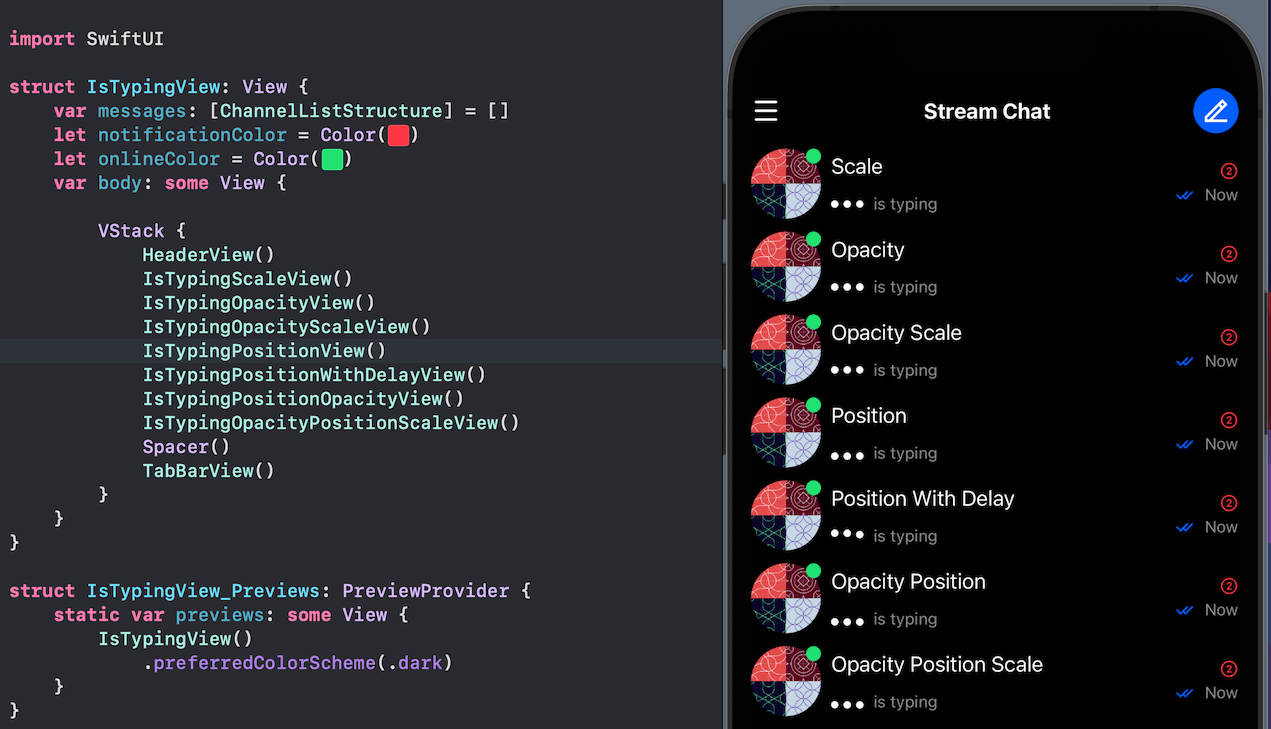 import SwiftUI
struct IsTypingView: View {
var messages: [ChannelListStructure] = []
let notificationColor = Color( )
let onlineColor = Color( )
var body: some View {
VStack {
HeaderView()
IsTypingScaleView()
IsTypingOpacityView()
IsTypingOpacityScaleView()
IsTypingPositionView()
IsTypingPositionWithDelayView()
IsTypingPositionOpacityView()
IsTypingOpacityPositionScaleView()
Spacer()
TabBarView()
}
}
}
struct IsTypingView_Previews: PreviewProvider {
static var previews: some View {
IsTypingView()
.preferredColorScheme(.dark)
}
}
Stream Chat
Scale
2
is typing
Now
Opacity
2
is typing
Now
Opacity Scale
2
is typing
Now
Position
2
is typing
Now
Position With Delay
2
is typing
Now
Opacity Position
2
is typing
Now
Opacity Position Scale
2
is typing
Now